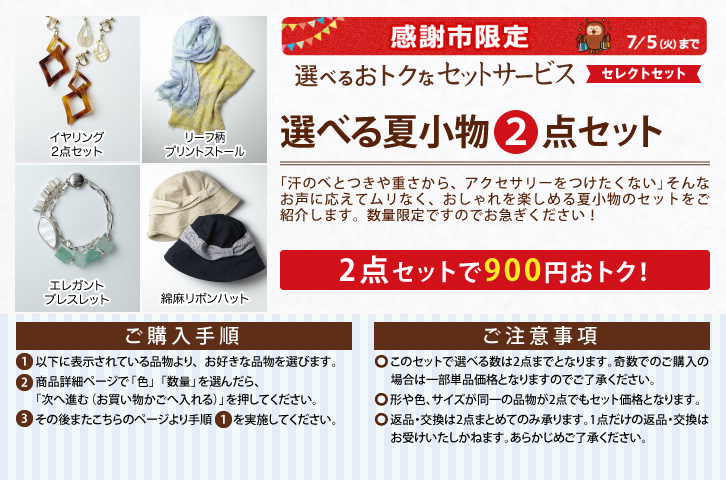 感謝市限定
7/5(火)まで
選べるおトクなセットサービス セレクトセット
選べる夏小物2点セット
「汗のべとつきや重さから、アクセサリーをつけたくない」そんな
お声に応えてムリなく、おしゃれを楽しめる夏小物のセットをご
紹介します。数量限定ですのでお急ぎください!
2点セットで900円おトク!
イヤリング
2点セット
リーフ柄
プリントストール
エレガント
ブレスレット
綿麻リボンハット
ご購入手順
1 以下に表示されている品物より、お好きな品物を選びます。
2 商品詳細ページで「色」「数量」を選んだら、
「次へ進む(お買い物かごへ入れる)」を押してください。
3 その後またこちらのページより手順1を実施してください。
ご注意事項
○このセットで選べる数は2点までとなります。奇数でのご購入の
場合は一部単品価格となりますのでご了承ください。
○形や色、サイズが同一の品物が2点でもセット価格となります。
○返品・交換は2点まとめてのみ承ります。1点だけの返品・交換は
お受けいたしかねます。あらかじめご了承ください。